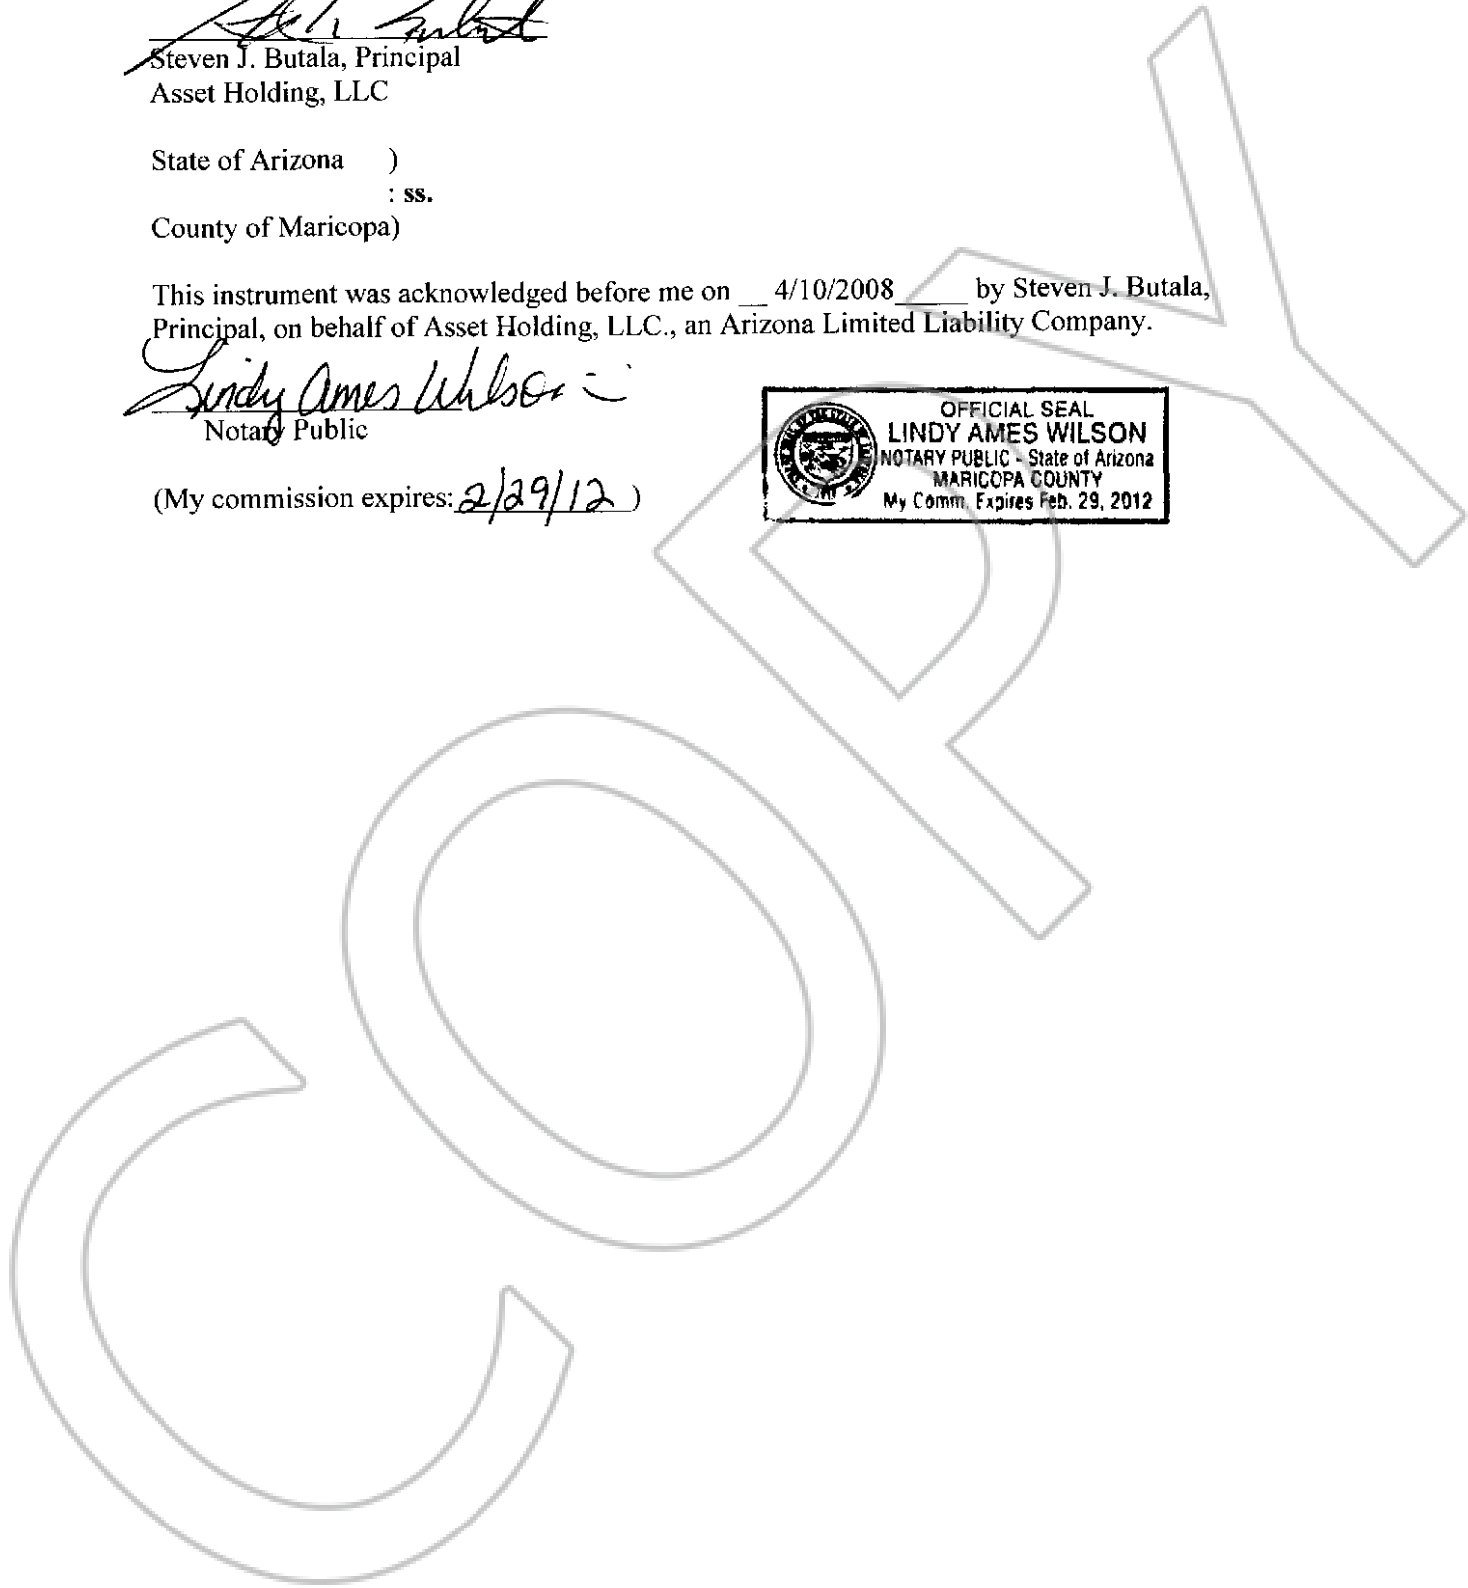 Steven J. Butala, Principal
Asset Holding, LLC
State of Arizona )
: ss.
County of Maricopa)
This instrument was acknowledged before me on __ 4/10/2008_____ by Steven J. Butala,
Principal, on behalf of Asset Holding, LLC., an Arizona Limited Liability Company.
Lindy Ames Wilson
Notary Public
(My commission expires: 2/29/12 )
OFFICIAL SEAL
LINDY AMES WILSON
NOTARY PUBLIC - State of Arizona
MARICOPA COUNTY
My Comm. Expires Feb. 29, 2012
COPY